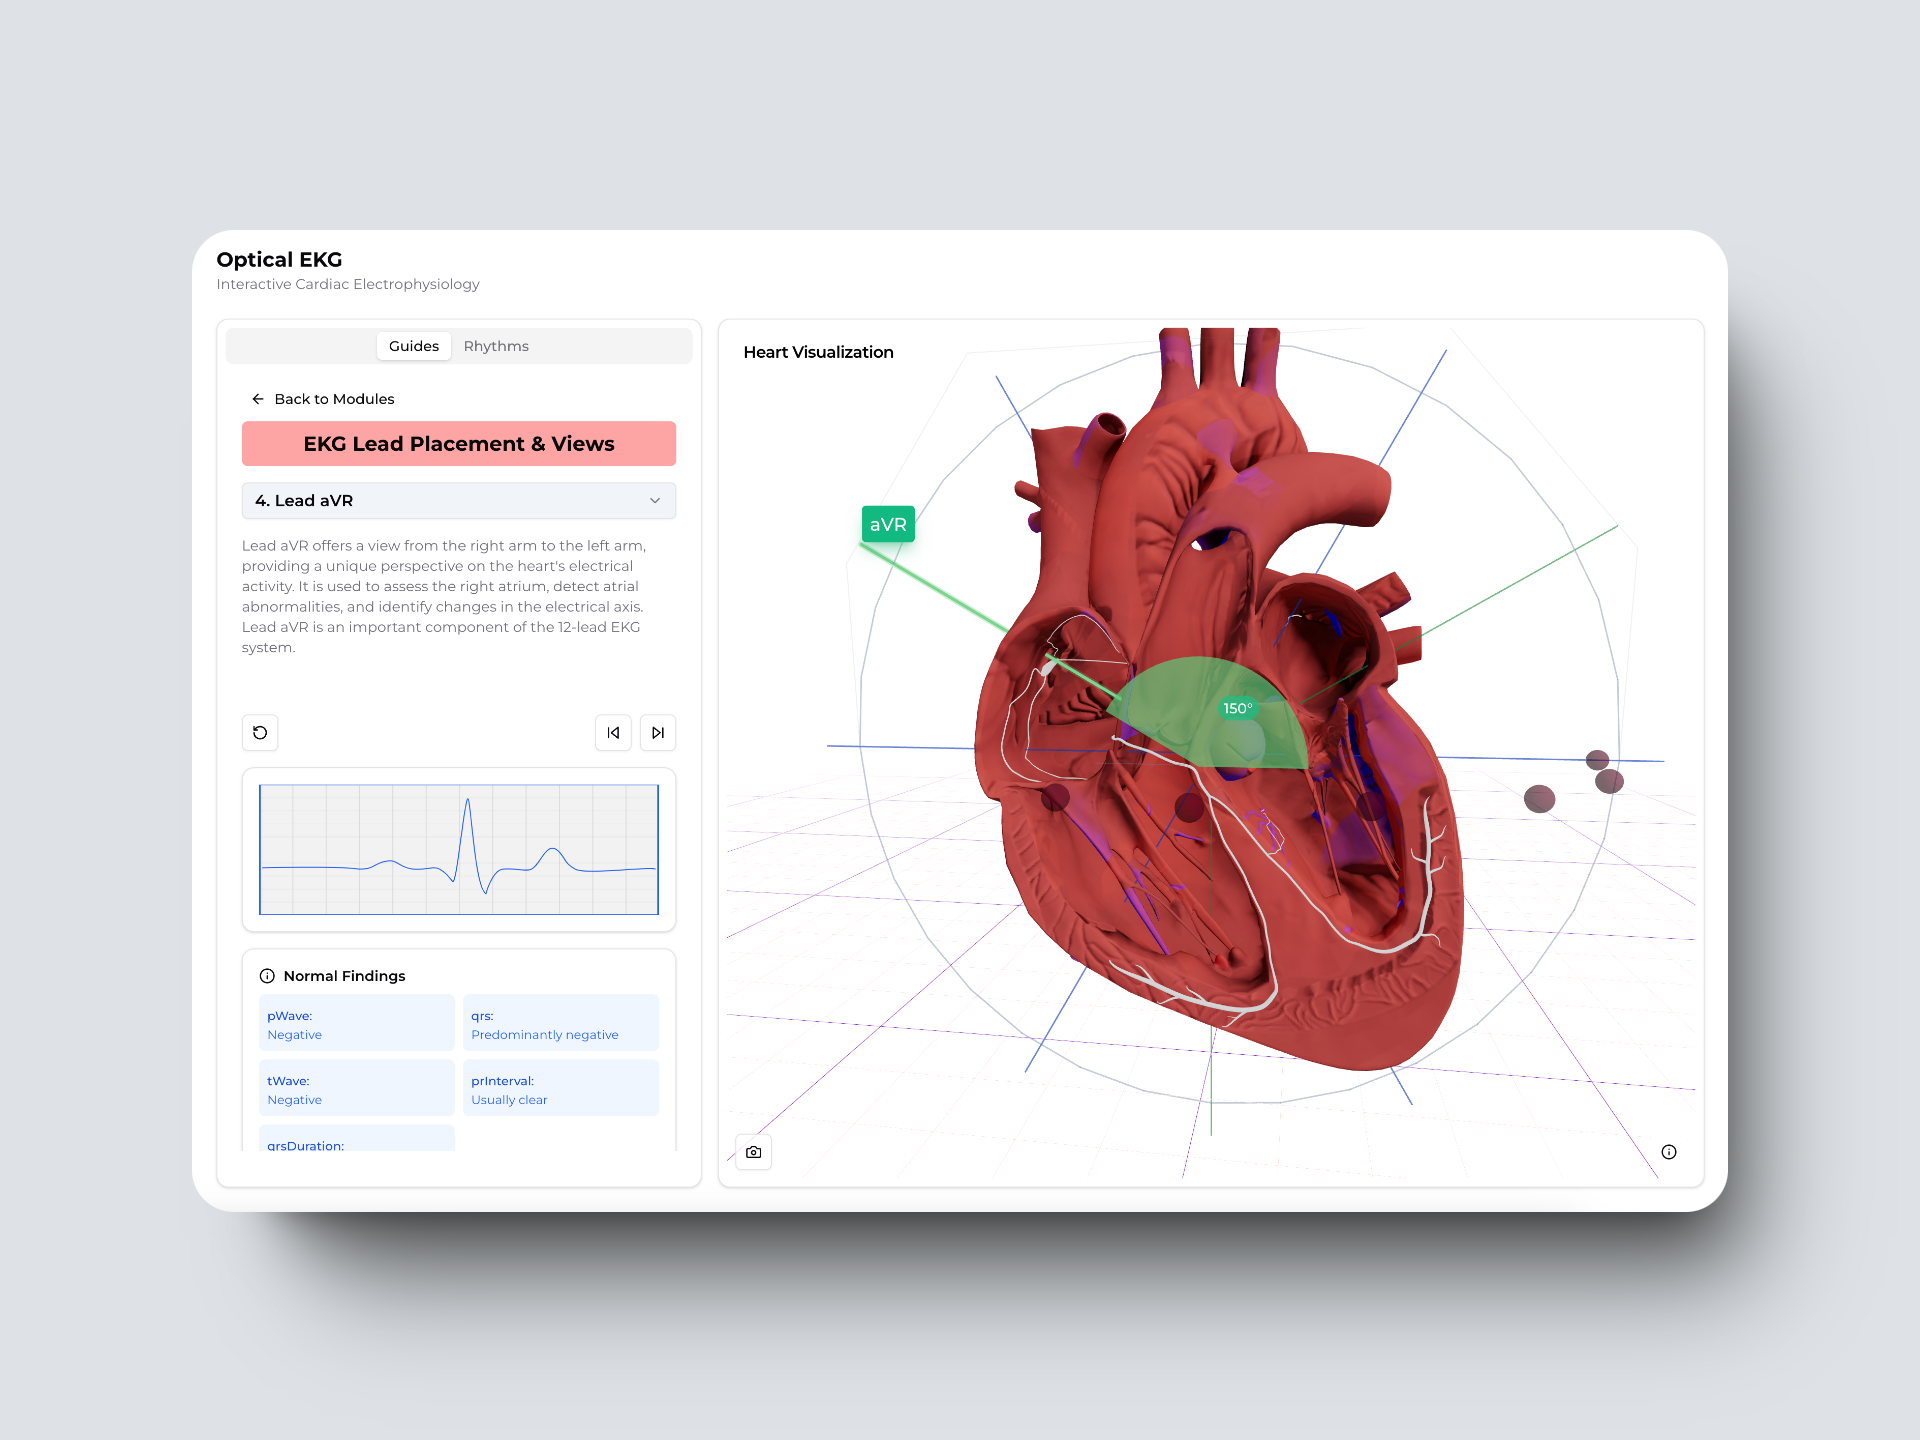 Optical EKG
Interactive Cardiac Electrophysiology
Guides
Rhythms
Back to Modules
EKG Lead Placement & Views
4. Lead aVR
Lead aVR offers a view from the right arm to the left arm,
providing a unique perspective on the heart's electrical
activity. It is used to assess the right atrium, detect atrial
abnormalities, and identify changes in the electrical axis.
Lead aVR is an important component of the 12-lead EKG
system.
Normal Findings
pWave:
Negative
qrs:
Predominantly negative
tWave:
Negative
prInterval:
Usually clear
qrsDuration:
Heart Visualization
aVR
150°